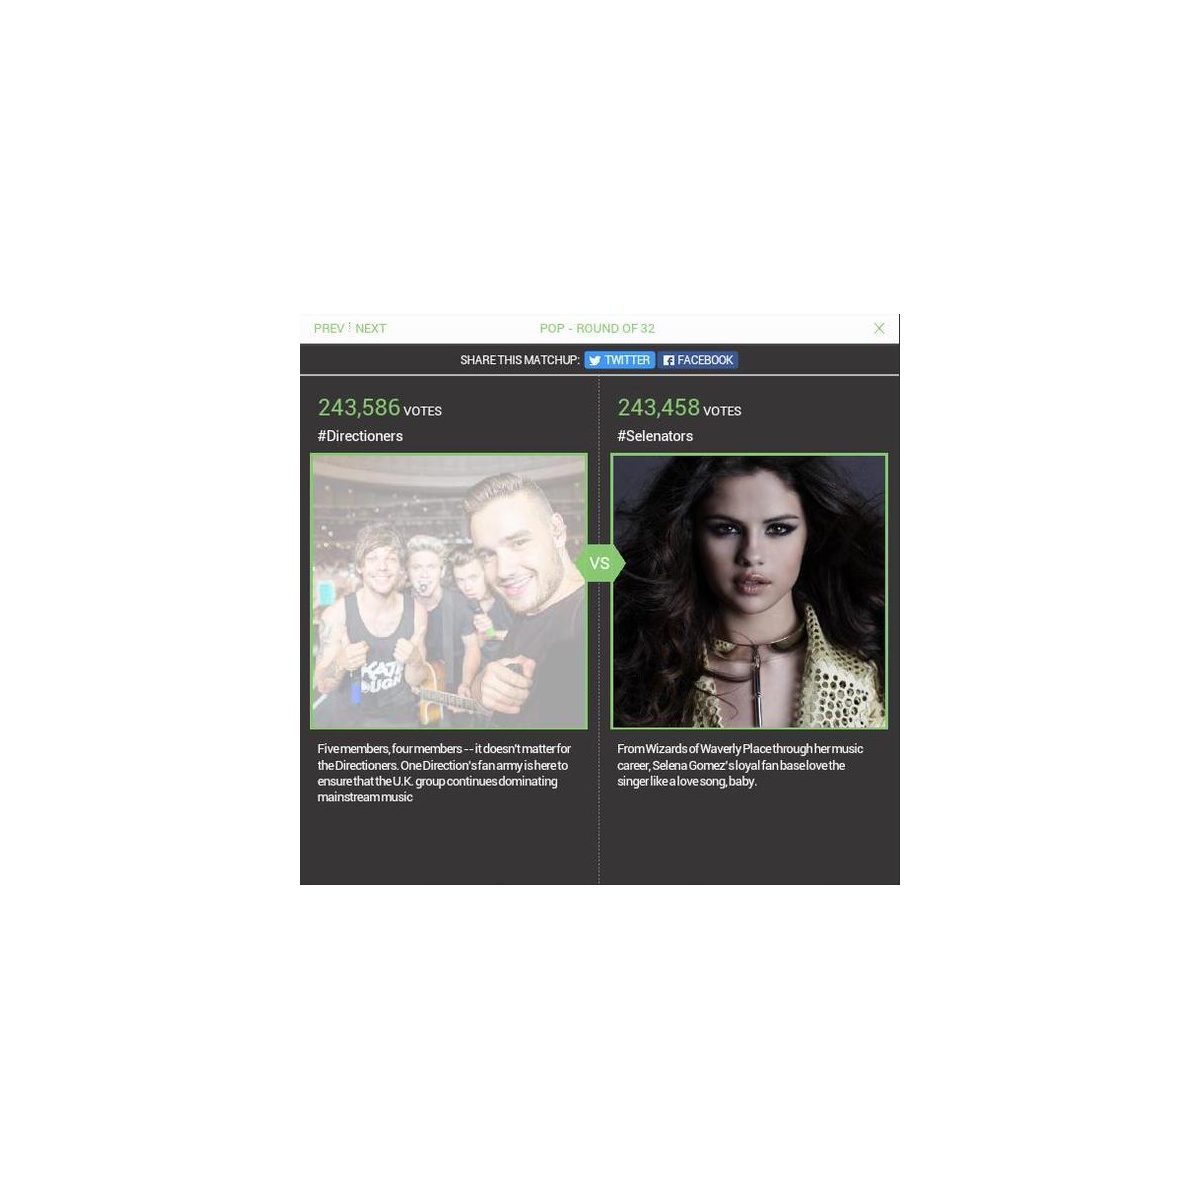 PREV NEXT
POP - ROUND OF 32
SHARE THIS MATCHUP: TWITTER FACEBOOK
243,586 VOTES
#Directioners
Five members, four members -- it doesn't matter for
the Directioners. One Direction's fan army is here to
ensure that the U.K. group continues dominating
mainstream music
VS
243,458 VOTES
#Selenators
From Wizards of Waverly Place through her music
career, Selena Gomez's loyal fan base love the
singer like a love song, baby.